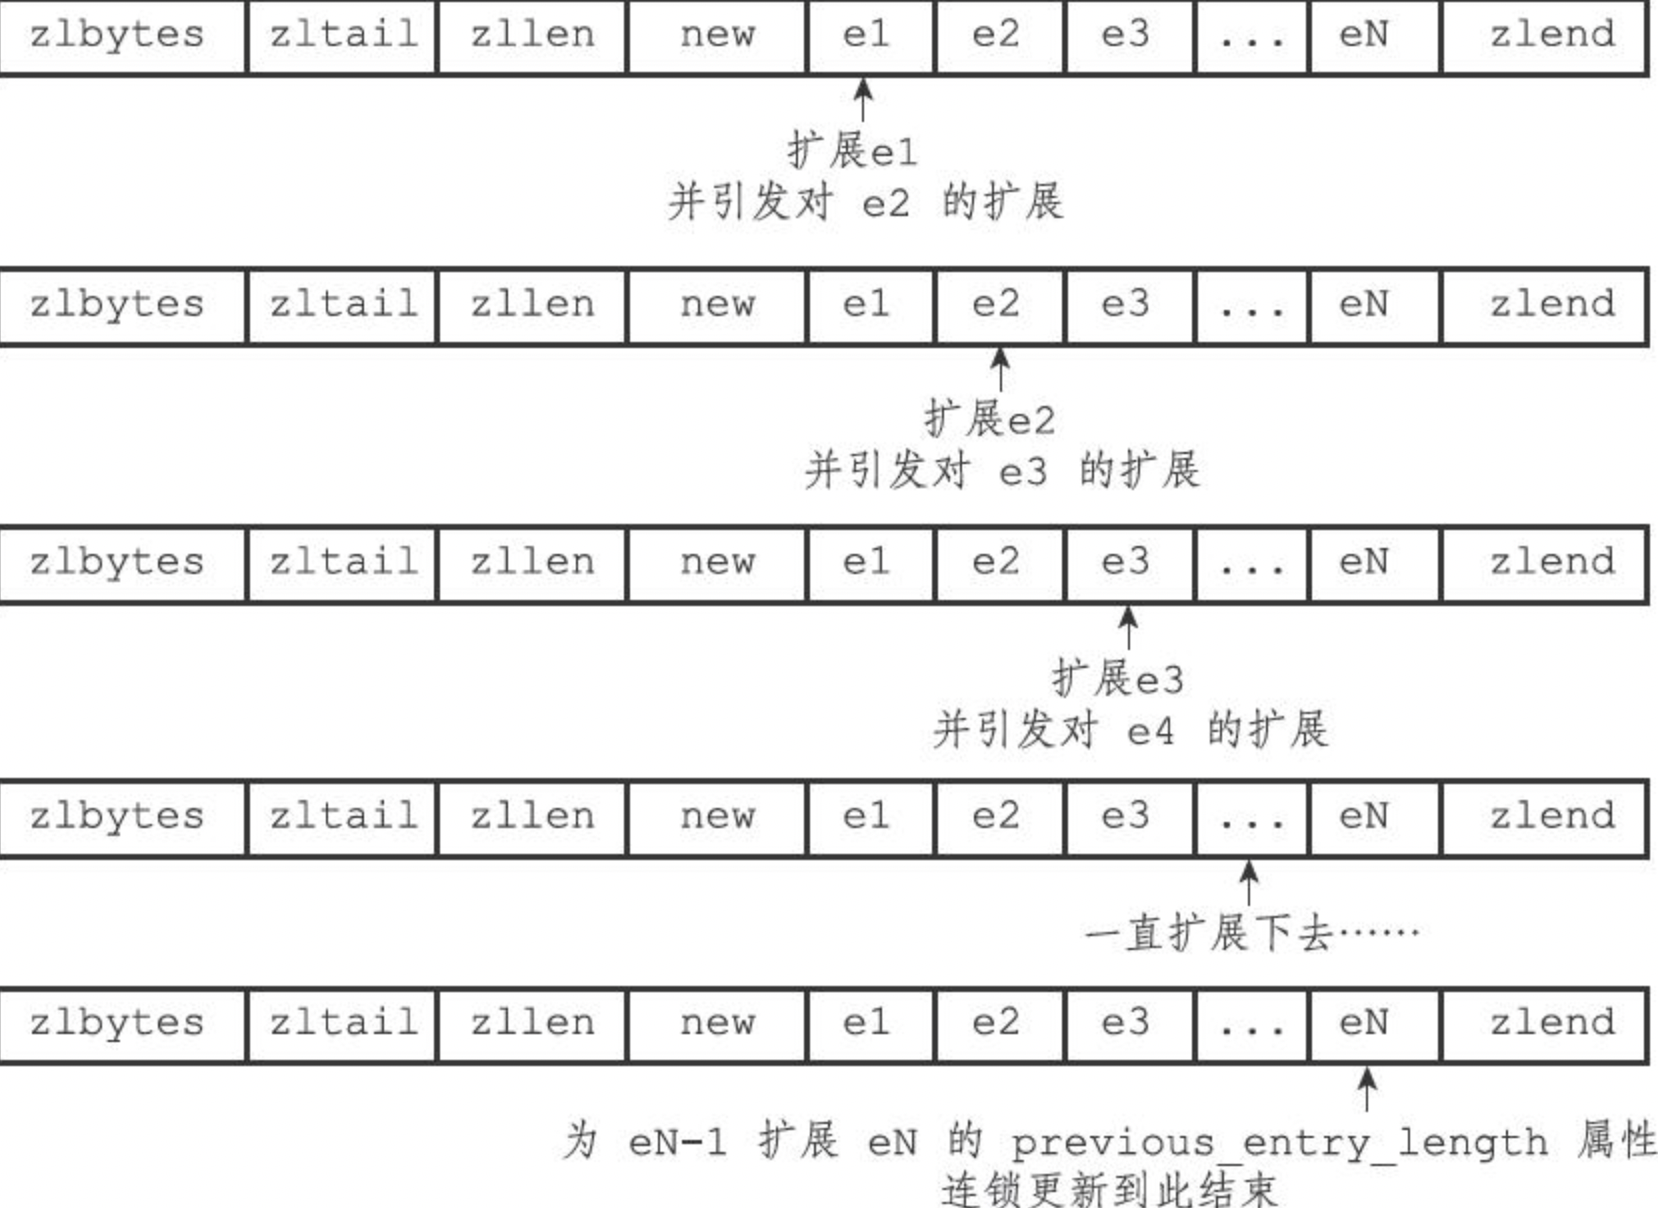 zlbytes zltail zllen new e1 e2 e3 ... eN zlend
扩展e1
并引发对 e2 的扩展
zlbytes zltail zllen new e1 e2 e3 ... eN zlend
扩展e2
并引发对 e3 的扩展
zlbytes zltail zllen new e1 e2 e3 ... eN zlend
扩展e3
并引发对 e4 的扩展
zlbytes zltail zllen new e1 e2 e3 ... eN zlend
一直扩展下去……
zlbytes zltail zllen new e1 e2 e3 ... eN zlend
为 eN-1 扩展 eN 的 previous_entry_length 属性
连锁更新到此结束